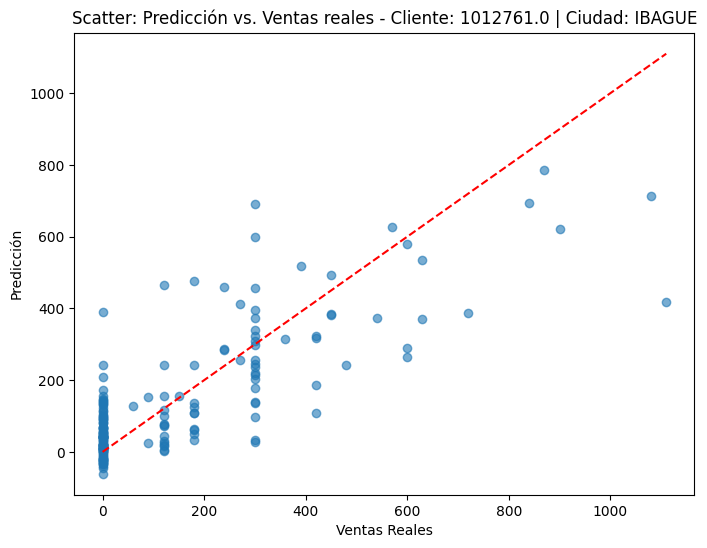 Scatter: Predicción vs. Ventas reales - Cliente: 1012761.0 | Ciudad: IBAGUE
1000
800
600
400
200
0
Predicción
0 200 400 600 800 1000
Ventas Reales